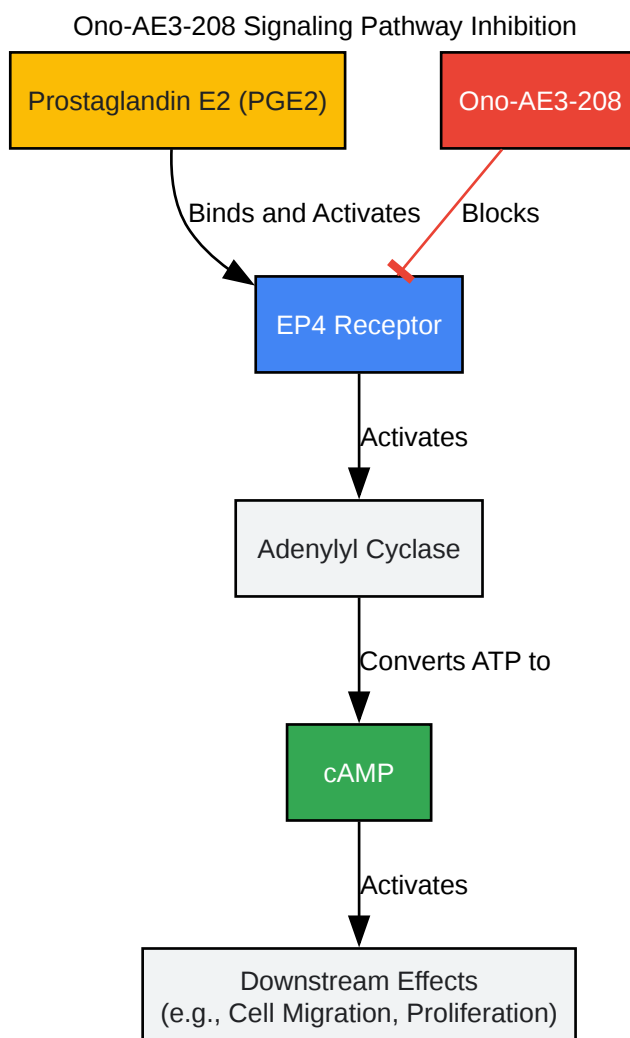 Ono-AE3-208 Signaling Pathway Inhibition
Prostaglandin E2 (PGE2)
Ono-AE3-208
Binds and Activates
Blocks
EP4 Receptor
Activates
Adenylyl Cyclase
Converts ATP to
cAMP
Activates
Downstream Effects
(e.g., Cell Migration, Proliferation)